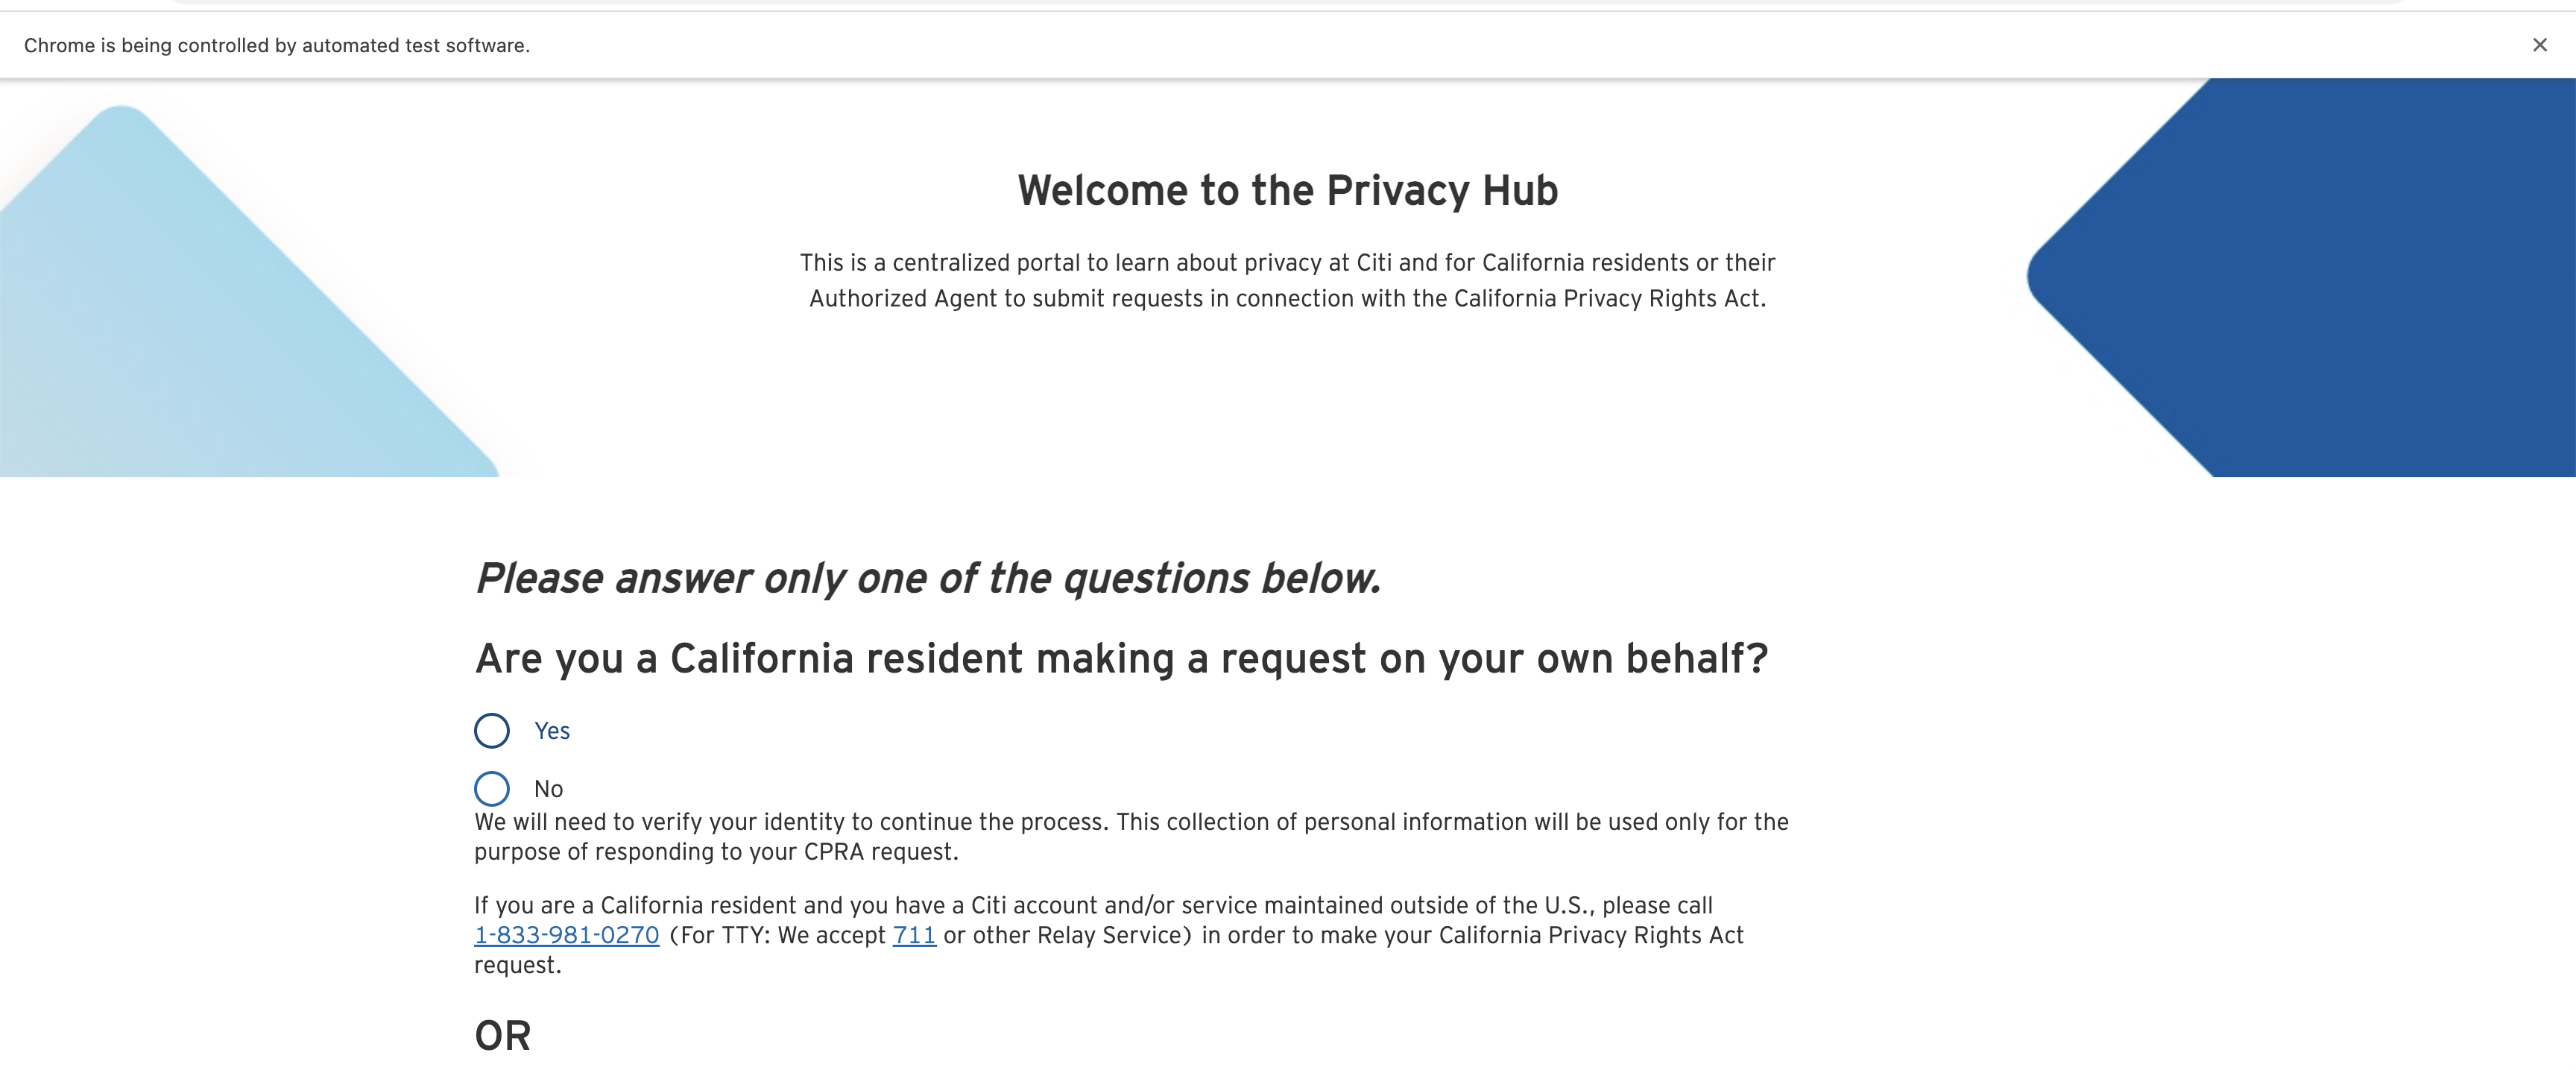 Chrome is being controlled by automated test software.
Welcome to the Privacy Hub
This is a centralized portal to learn about privacy at Citi and for California residents or their
Authorized Agent to submit requests in connection with the California Privacy Rights Act.
Please answer only one of the questions below.
Are you a California resident making a request on your own behalf?
Yes
No
We will need to verify your identity to continue the process. This collection of personal information will be used only for the
purpose of responding to your CPRA request.
If you are a California resident and you have a Citi account and/or service maintained outside of the U.S., please call
1-833-981-0270 (For TTY: We accept 711 or other Relay Service) in order to make your California Privacy Rights Act
request.
OR